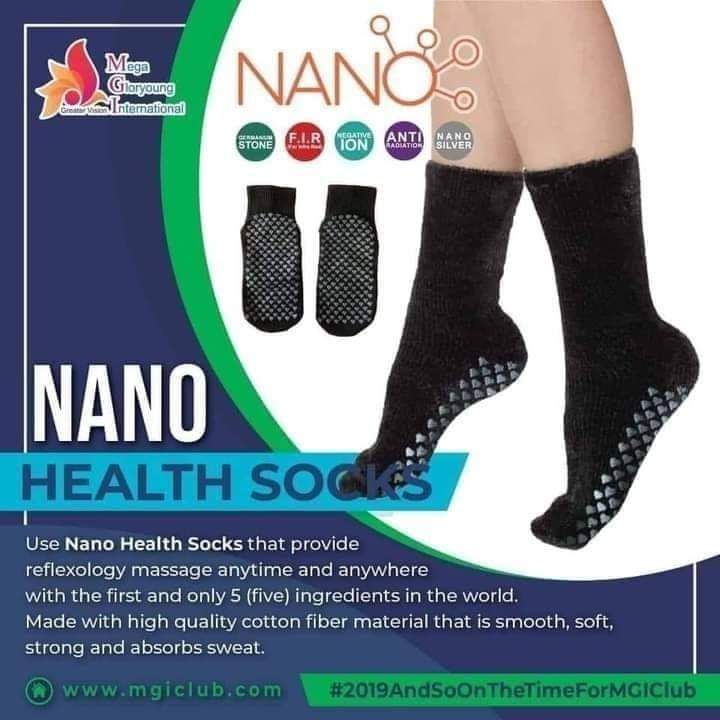 Mega
Gloryoung
International
Greater Vision
NANO
GERMANIUM
STONE
F.I.R
(Far Infra Red)
NEGATIVE
ION
ANTI
RADIATION
NANO
SILVER
NANO
HEALTH SOCKS
Use Nano Health Socks that provide
reflexology massage anytime and anywhere
with the first and only 5 (five) ingredients in the world.
Made with high quality cotton fiber material that is smooth, soft,
strong and absorbs sweat.
www.mgiclub.com
#2019AndSoOnTheTimeForMGIClub